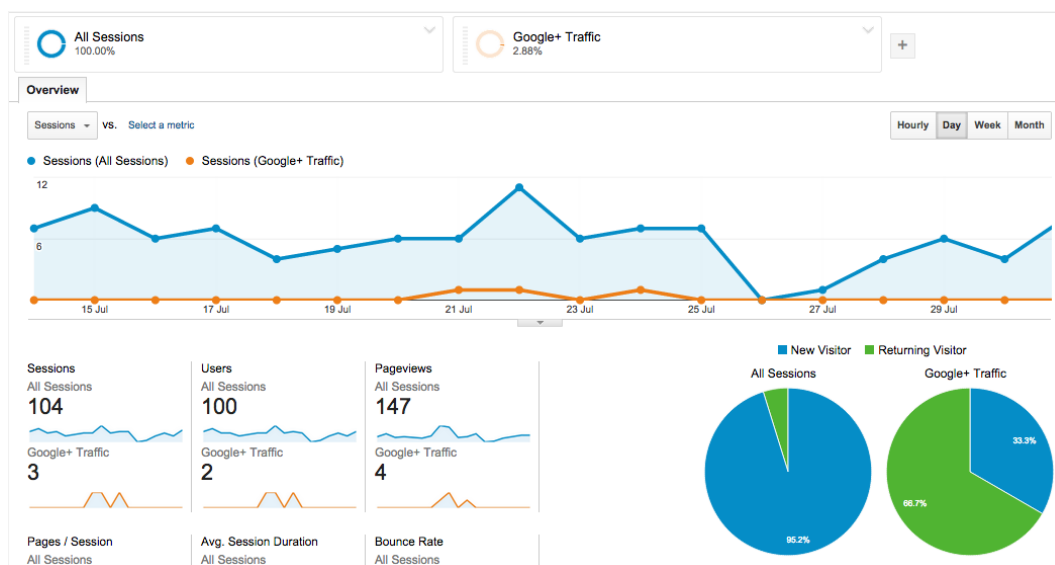 All Sessions
100.00%
Google+ Traffic
2.88%
+
Overview
Sessions vs. Select a metric
Hourly Day Week Month
Sessions (All Sessions) Sessions (Google+ Traffic)
12
6
15 Jul 17 Jul 19 Jul 21 Jul 23 Jul 25 Jul 27 Jul 29 Jul
New Visitor Returning Visitor
Sessions
All Sessions
104
Google+ Traffic
3
Users
All Sessions
100
Google+ Traffic
2
Pageviews
All Sessions
147
Google+ Traffic
4
All Sessions
95.2%
Google+ Traffic
33.3%
66.7%
Pages / Session
All Sessions
Avg. Session Duration
All Sessions
Bounce Rate
All Sessions